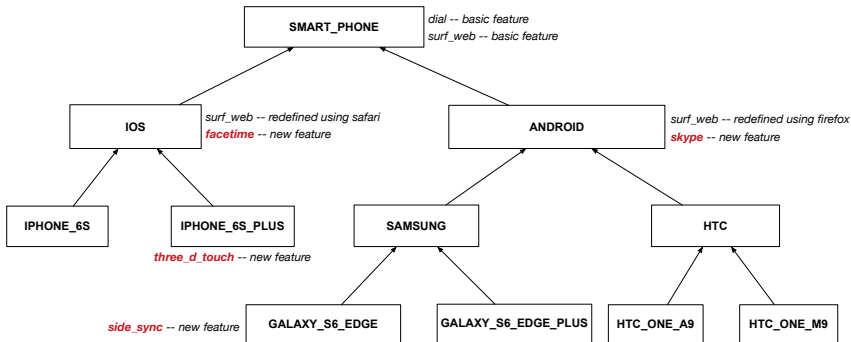 SMART_PHONE
dial -- basic feature
surf_web -- basic feature
IOS
surf_web -- redefined using safari
facetime -- new feature
ANDROID
surf_web -- redefined using firefox
skype -- new feature
IPHONE_6S
IPHONE_6S_PLUS
three_d_touch -- new feature
SAMSUNG
HTC
side_sync -- new feature
GALAXY_S6_EDGE
GALAXY_S6_EDGE_PLUS
HTC_ONE_A9
HTC_ONE_M9